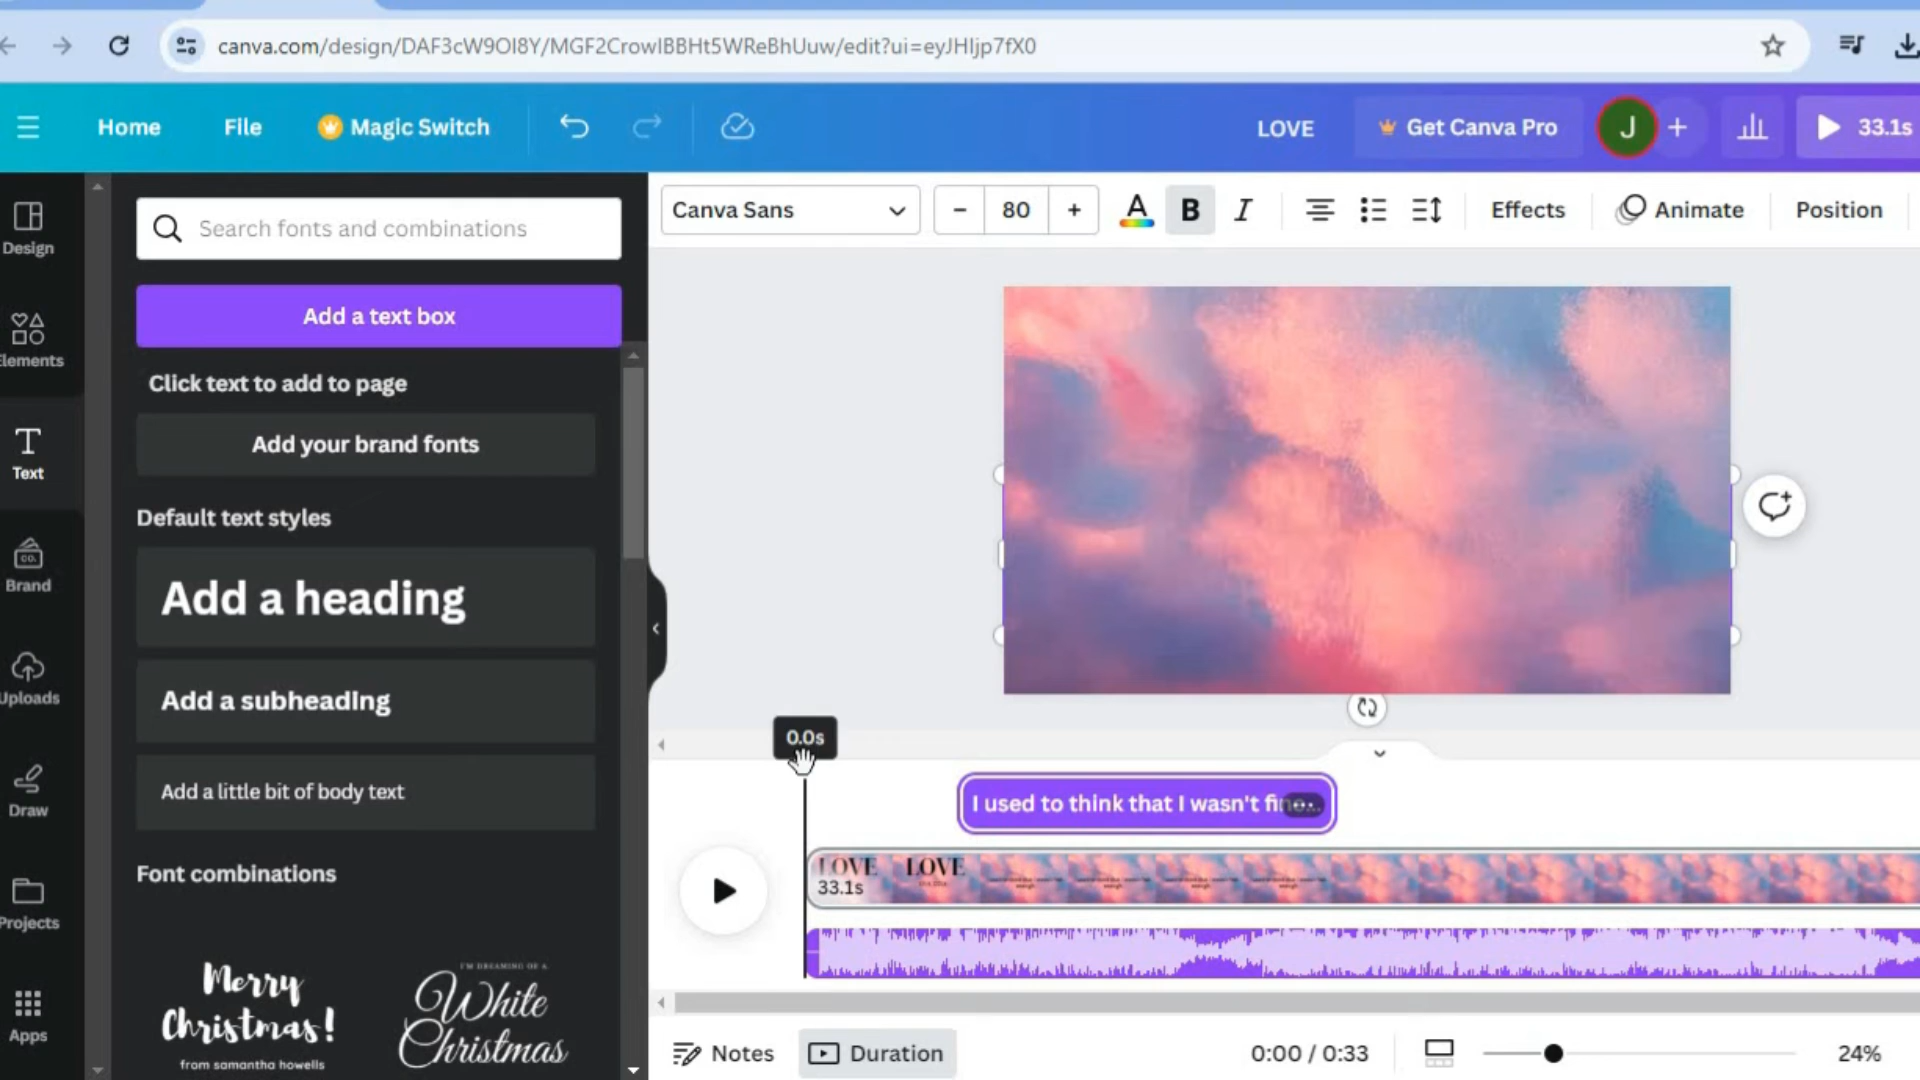 canva.com/design/DAF3cW9OI8Y/MGF2CrowIBBHt5WReBhUuw/edit?ui=eyJHIjp7fX0
Home File Magic Switch LOVE Get Canva Pro J + 33.1s
Search fonts and combinations
Canva Sans – 80 + A B I Effects Animate Position
Design
Elements
Text
Brand
Uploads
Draw
Projects
Apps
Add a text box
Click text to add to page
Add your brand fonts
Default text styles
Add a heading
Add a subheading
Add a little bit of body text
Font combinations
Merry
Christmas!
from samantha howells
I'M DREAMING OF A
White
Christmas
CO.
0.0s
I used to think that I wasn't fine...
LOVE LOVE
33.1s
Notes Duration 0:00 / 0:33 24%